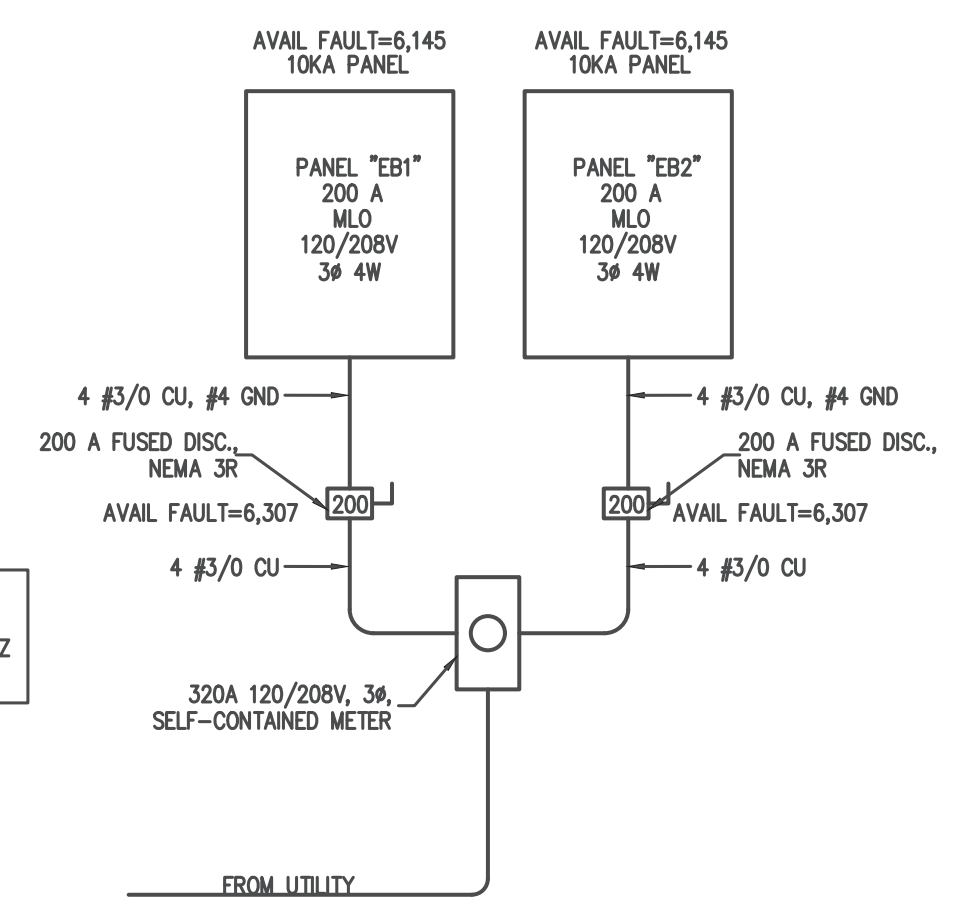 AVAIL FAULT=6,145
10KA PANEL
AVAIL FAULT=6,145
10KA PANEL
PANEL "EB1"
200 A
MLO
120/208V
3ø 4W
PANEL "EB2"
200 A
MLO
120/208V
3ø 4W
4 #3/0 CU, #4 GND
4 #3/0 CU, #4 GND
200 A FUSED DISC.,
NEMA 3R
200 A FUSED DISC.,
NEMA 3R
200
200
AVAIL FAULT=6,307
AVAIL FAULT=6,307
4 #3/0 CU
4 #3/0 CU
Z
320A 120/208V, 3ø,
SELF-CONTAINED METER
FROM UTILITY